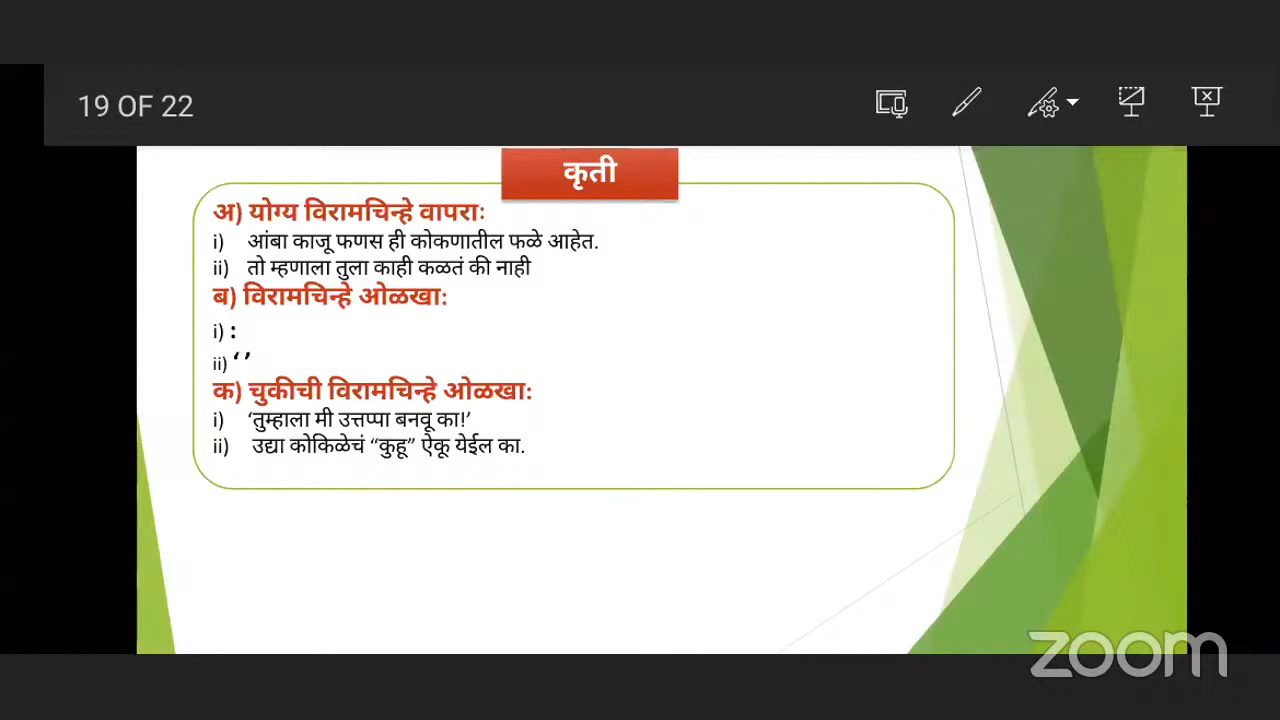 19 OF 22
कृती
अ) योग्य विरामचिन्हे वापराः
i) आंबा काजू फणस ही कोकणातील फळे आहेत.
ii) तो म्हणाला तुला काही कळतं की नाही
ब) विरामचिन्हे ओळखा:
i) :
ii) ‘ ’
क) चुकीची विरामचिन्हे ओळखा:
i) ‘तुम्हाला मी उत्तप्पा बनवू का!’
ii) उद्या कोकिळेचं “कुहू” ऐकू येईल का.
zoom